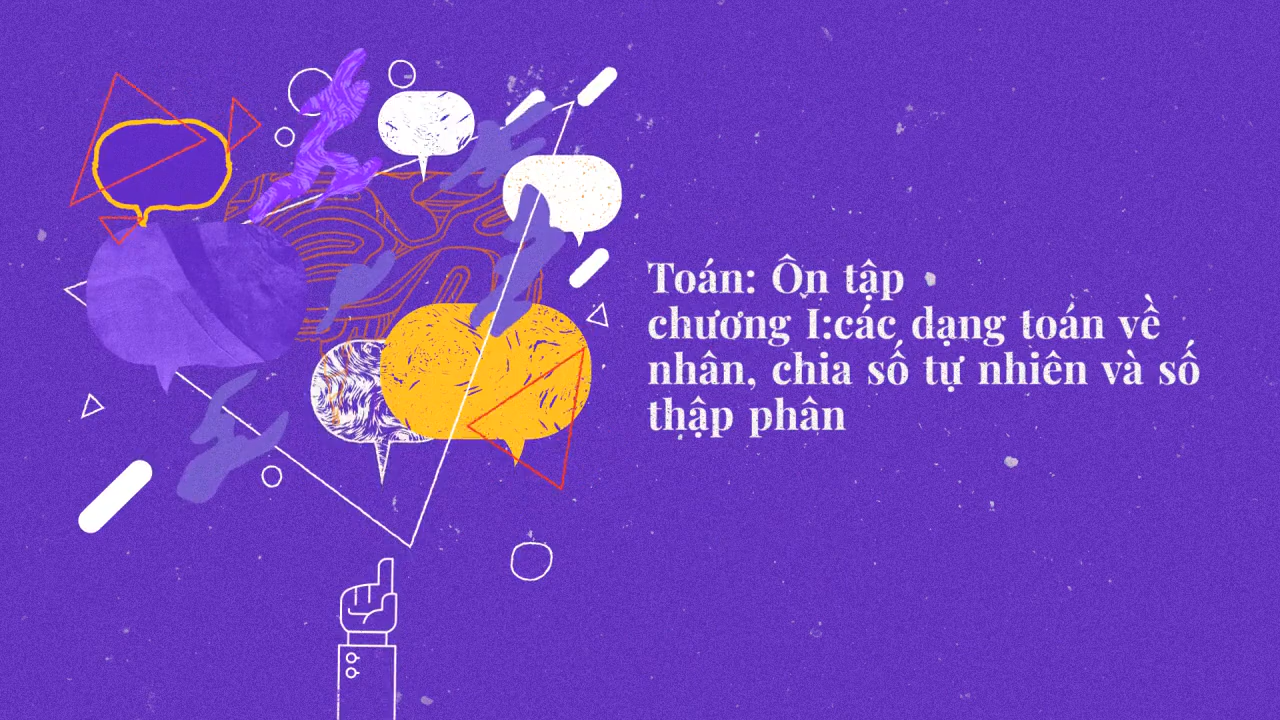 Toán: Ôn tập
chương I:các dạng toán về
nhân, chia số tự nhiên và số
thập phân